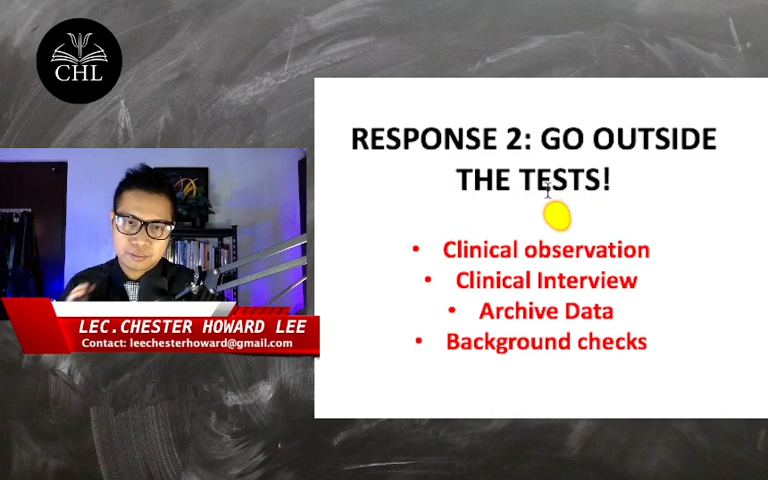 CHL
RESPONSE 2: GO OUTSIDE
THE TESTS!
• Clinical observation
• Clinical Interview
• Archive Data
• Background checks
LEC.CHESTER HOWARD LEE
Contact: leechesterhoward@gmail.com